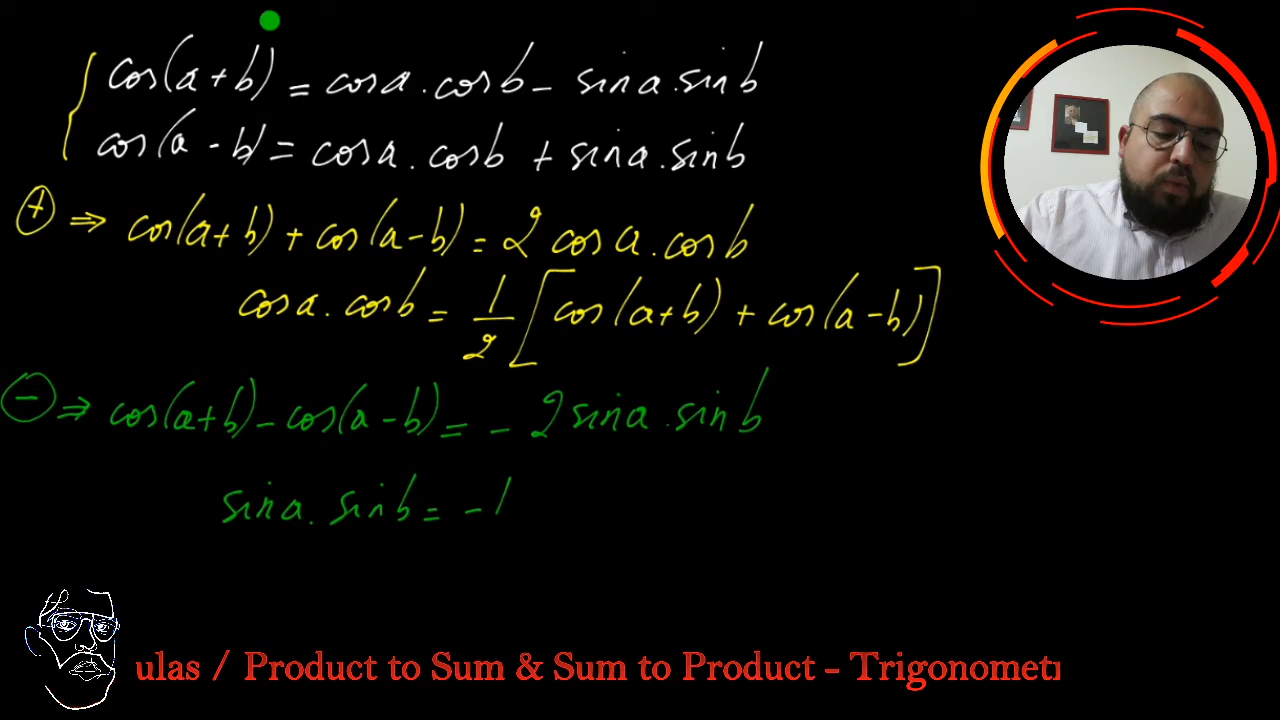 cos(a+b) = cosa.cosb - sina.sinb
cos(a-b) = cosa.cosb + sina.sinb
+ ⇒ cos(a+b) + cos(a-b) = 2 cosa.cosb
cosa.cosb = 1/2 [cos(a+b) + cos(a-b)]
- ⇒ cos(a+b) - cos(a-b) = - 2 sina.sinb
sina.sinb = -1
ulas / Product to Sum & Sum to Product - Trigonomet